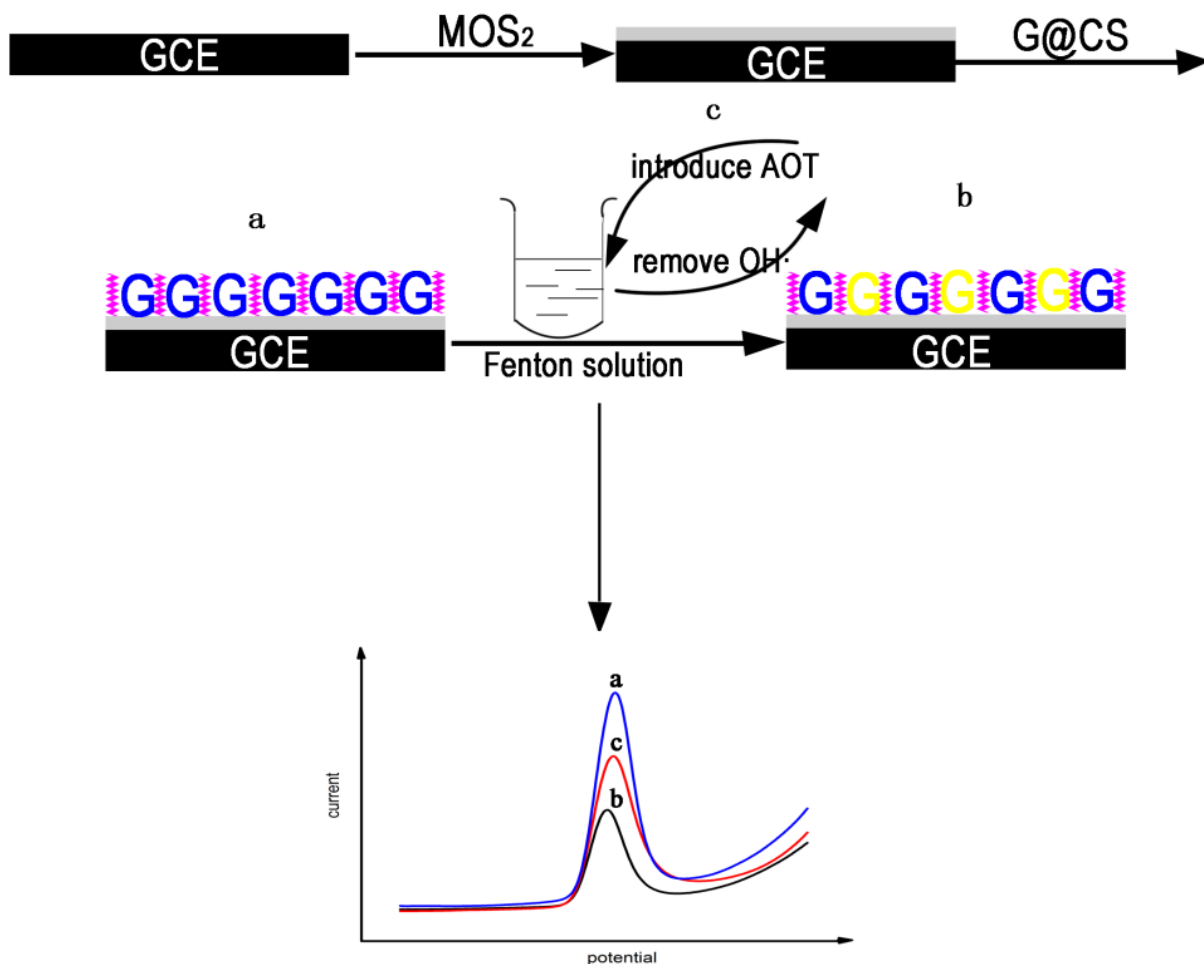 GCE
MOS₂
GCE
G@CS
c
introduce AOT
a
b
remove OH·
GGGGGGG
GGGGGGG
GCE
Fenton solution
GCE
a
c
b
current
potential